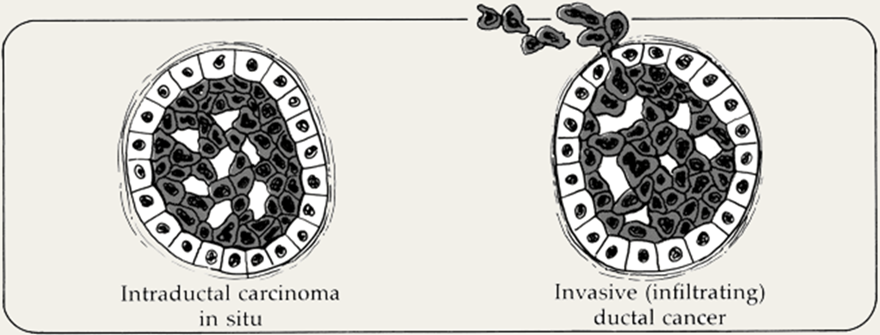 Intraductal carcinoma
in situ
Invasive (infiltrating)
ductal cancer